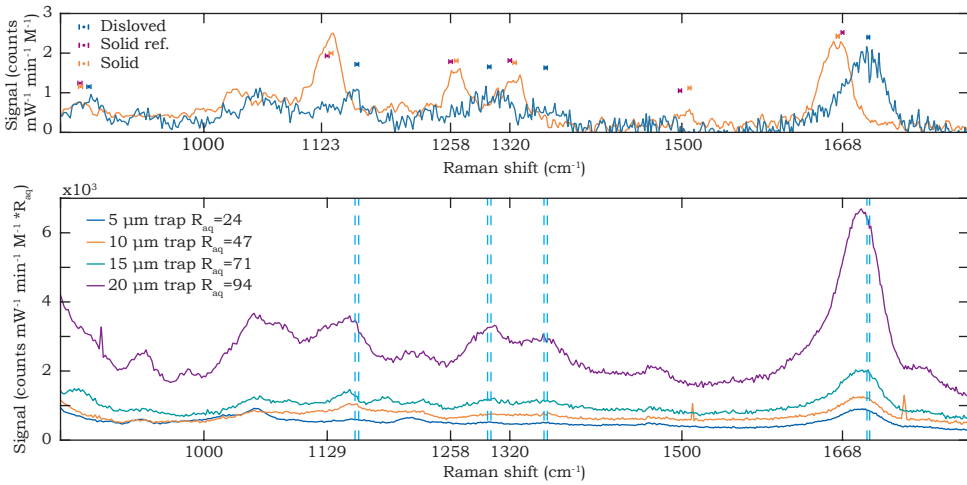 Signal (counts
mW⁻¹ min⁻¹ M⁻¹)
3
2
1
0
Disloved
Solid ref.
Solid
1000
1123
1258
1320
1500
1668
Raman shift (cm⁻¹)
x10³
Signal (counts mW⁻¹ min⁻¹ M⁻¹ *R_aq)
6
4
2
0
5 µm trap R_aq=24
10 µm trap R_aq=47
15 µm trap R_aq=71
20 µm trap R_aq=94
1000
1129
1258
1320
1500
1668
Raman shift (cm⁻¹)